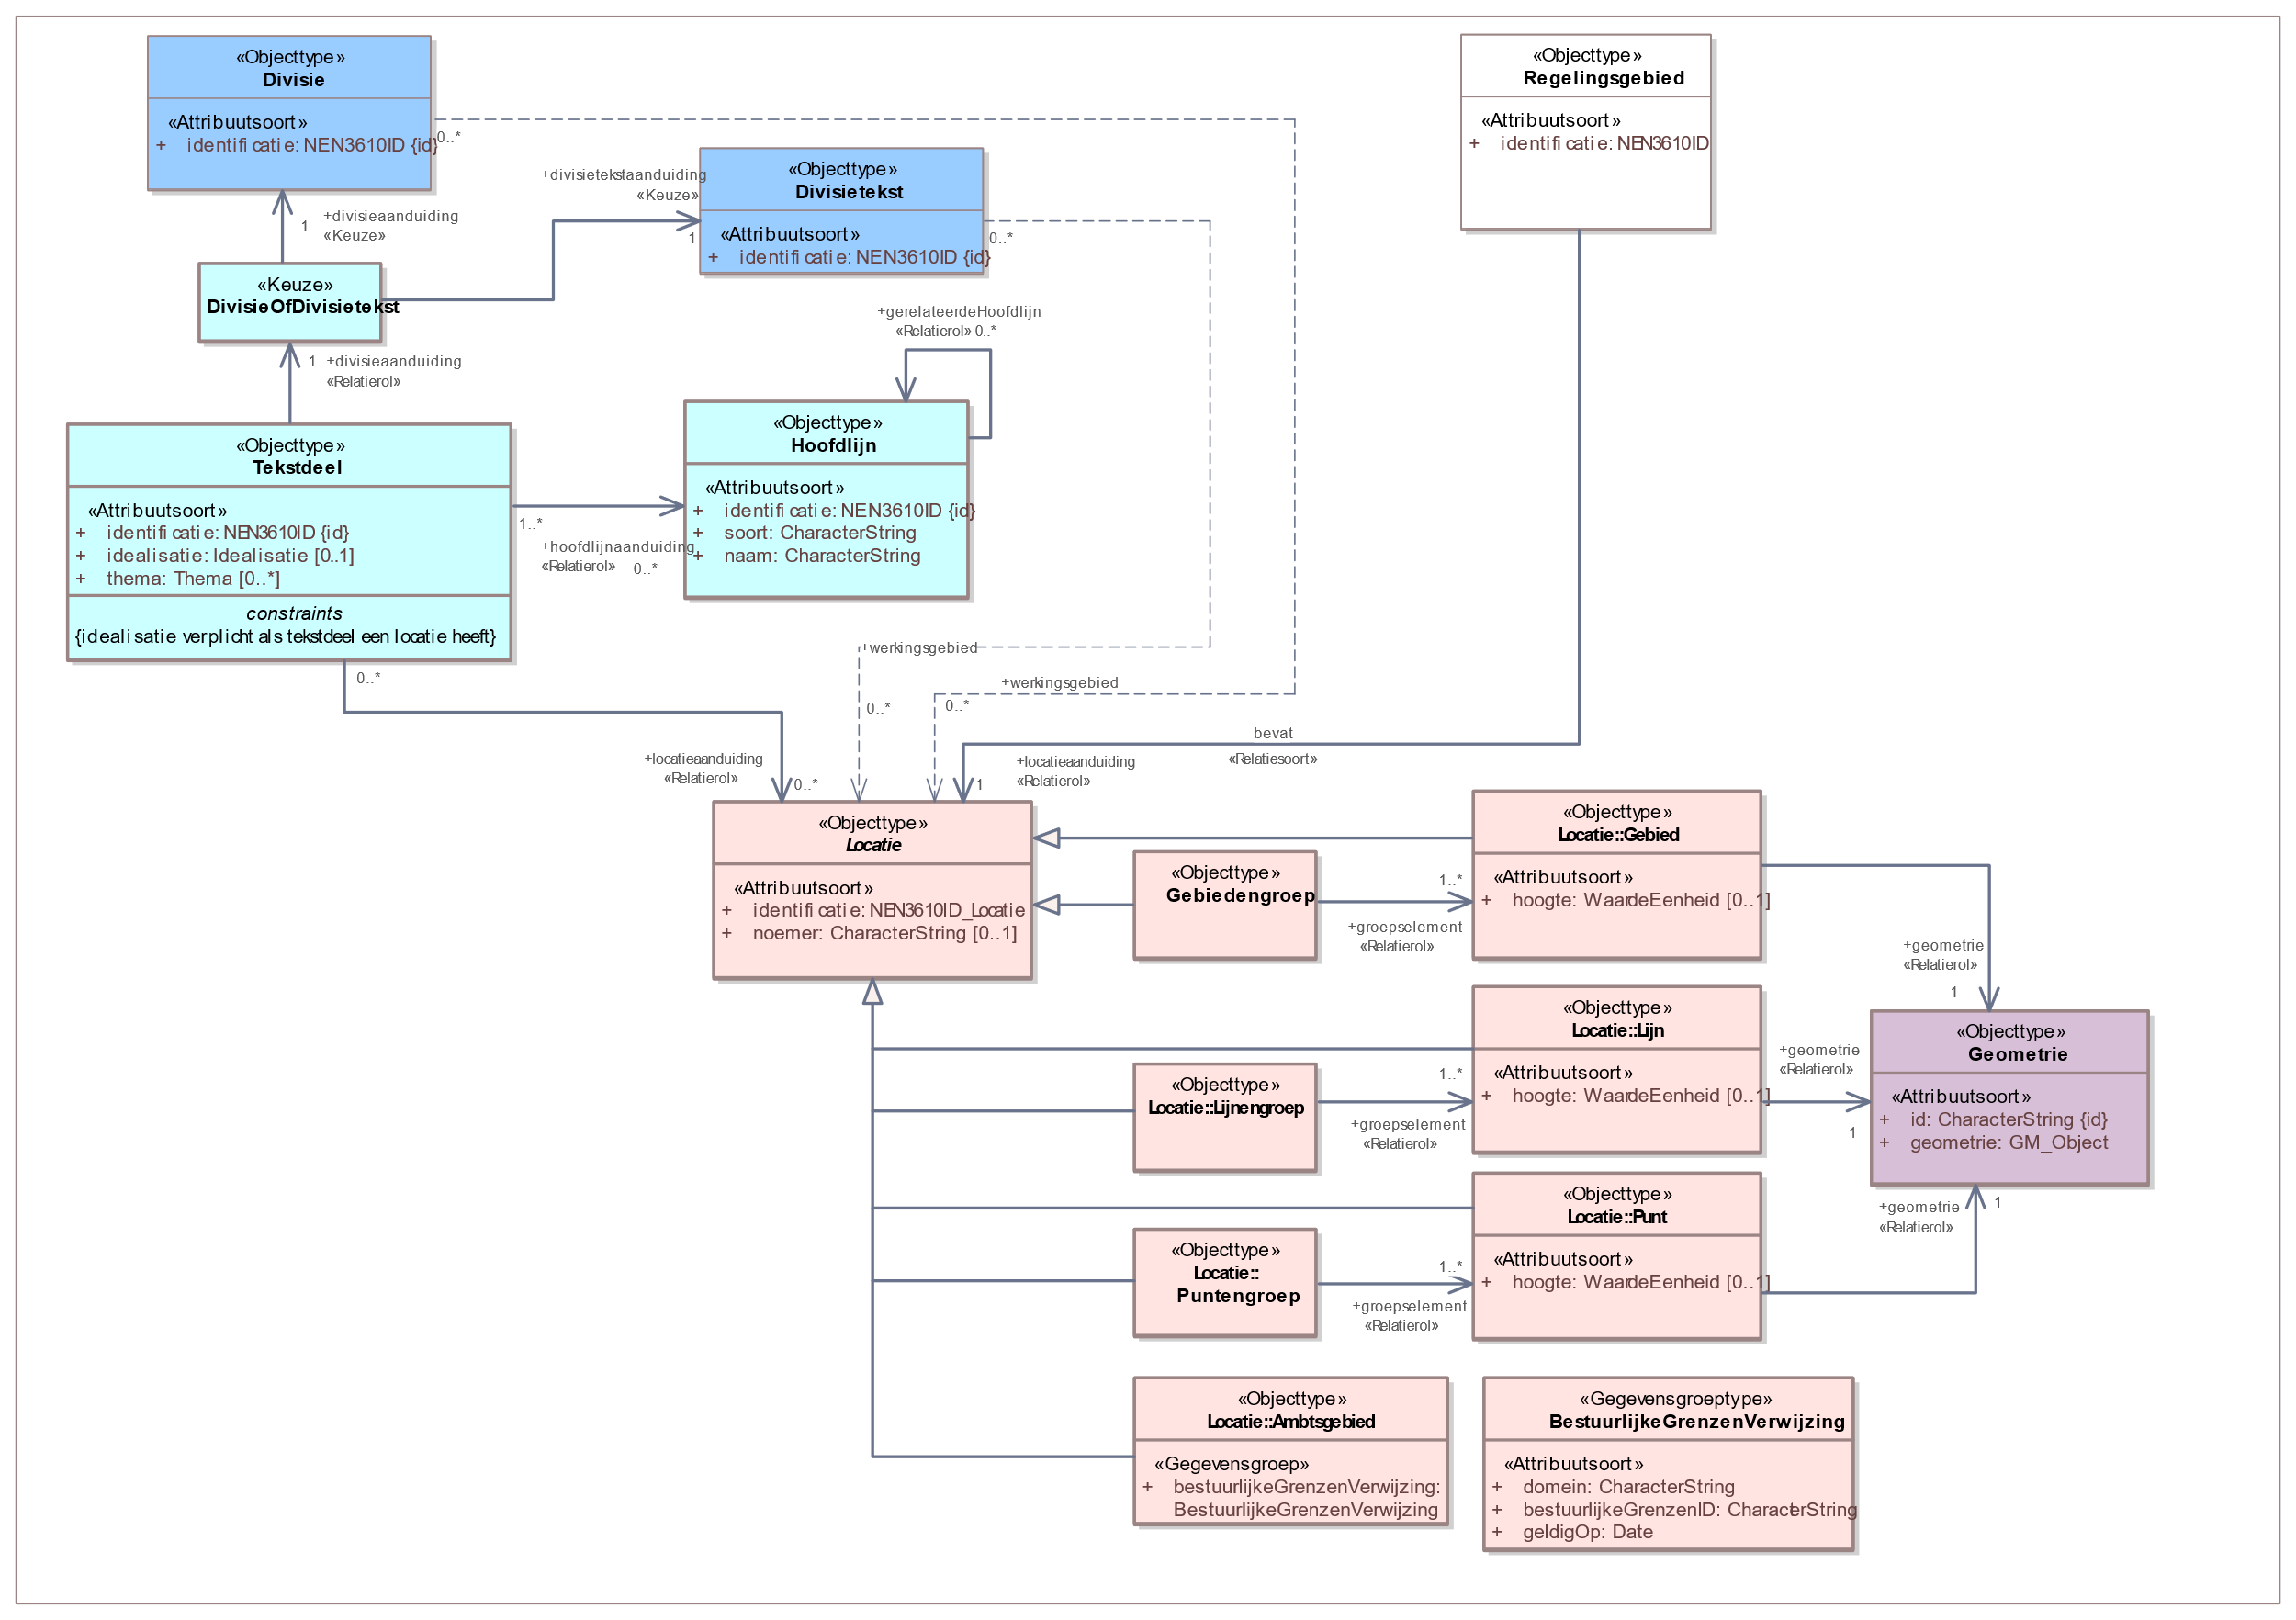 «Objecttype»
Divisie
«Attribuutsoort»
+ identificatie: NEN3610ID {id}
0..*
«Objecttype»
Regelingsgebied
«Attribuutsoort»
+ identificatie: NEN3610ID
+divisietekstaanduiding
«Keuze»
1
«Objecttype»
Divisietekst
«Attribuutsoort»
+ identificatie: NEN3610ID {id}
0..*
1
+divisieaanduiding
«Keuze»
«Keuze»
DivisieOfDivisietekst
1
+divisieaanduiding
«Relatierol»
+gerelateerdeHoofdlijn
«Relatierol» 0..*
«Objecttype»
Tekstdeel
«Attribuutsoort»
+ identificatie: NEN3610ID {id}
+ idealisatie: Idealisatie [0..1]
+ thema: Thema [0..*]
constraints
{idealisatie verplicht als tekstdeel een locatie heeft}
1..*
+hoofdlijnaanduiding
«Relatierol» 0..*
«Objecttype»
Hoofdlijn
«Attribuutsoort»
+ identificatie: NEN3610ID {id}
+ soort: CharacterString
+ naam: CharacterString
0..*
+werkingsgebied
0..*
+werkingsgebied
0..*
bevat
«Relatiesoort»
+locatieaanduiding
«Relatierol»
0..*
+locatieaanduiding
«Relatierol»
1
«Objecttype»
Locatie
«Attribuutsoort»
+ identificatie: NEN3610ID_Locatie
+ noemer: CharacterString [0..1]
«Objecttype»
Gebiedengroep
1..*
+groepselement
«Relatierol»
«Objecttype»
Locatie::Gebied
«Attribuutsoort»
+ hoogte: WaardeEenheid [0..1]
+geometrie
«Relatierol»
1
«Objecttype»
Locatie::Lijnengroep
1..*
+groepselement
«Relatierol»
«Objecttype»
Locatie::Lijn
«Attribuutsoort»
+ hoogte: WaardeEenheid [0..1]
+geometrie
«Relatierol»
1
«Objecttype»
Geometrie
«Attribuutsoort»
+ id: CharacterString {id}
+ geometrie: GM_Object
«Objecttype»
Locatie::
Puntengroep
1..*
+groepselement
«Relatierol»
«Objecttype»
Locatie::Punt
«Attribuutsoort»
+ hoogte: WaardeEenheid [0..1]
+geometrie
«Relatierol»
1
«Objecttype»
Locatie::Ambtsgebied
«Gegevensgroep»
+ bestuurlijkeGrenzenVerwijzing:
BestuurlijkeGrenzenVerwijzing
«Gegevensgroeptype»
BestuurlijkeGrenzenVerwijzing
«Attribuutsoort»
+ domein: CharacterString
+ bestuurlijkeGrenzenID: CharacterString
+ geldigOp: Date